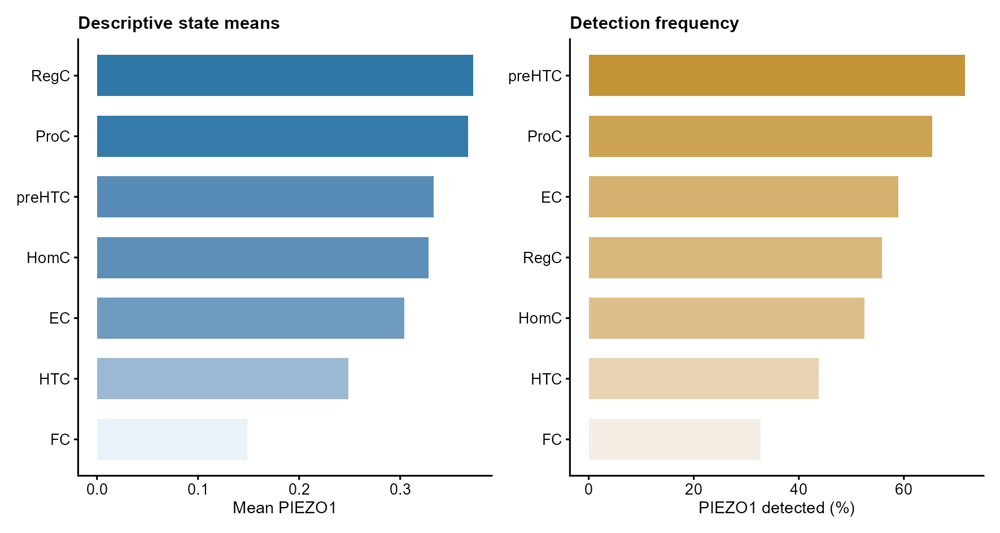 Descriptive state means
RegC
ProC
preHTC
HomC
EC
HTC
FC
0.0 0.1 0.2 0.3
Mean PIEZO1
Detection frequency
preHTC
ProC
EC
RegC
HomC
HTC
FC
0 20 40 60
PIEZO1 detected (%)